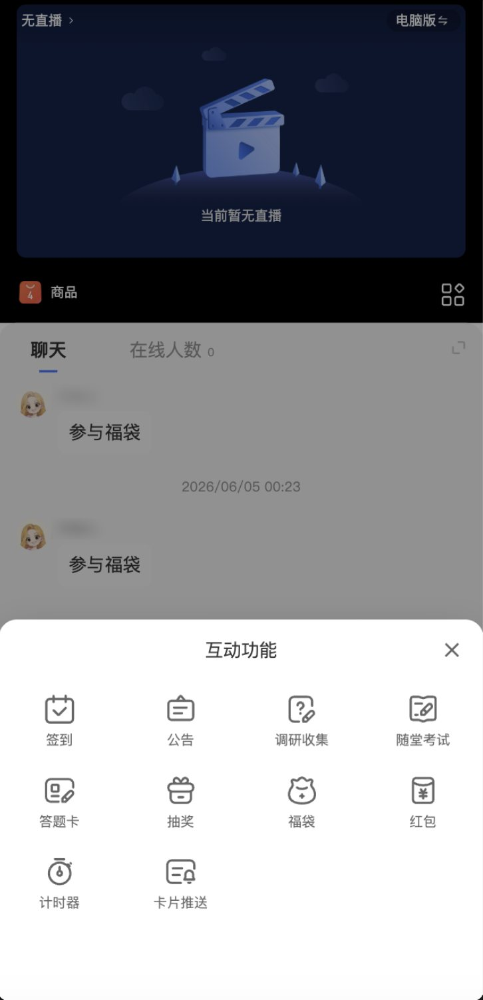 无直播 >
电脑版
当前暂无直播
4 商品
聊天 在线人数 0
参与福袋
2026/06/05 00:23
参与福袋
互动功能
签到 公告 调研收集 随堂考试
答题卡 抽奖 福袋 红包
计时器 卡片推送